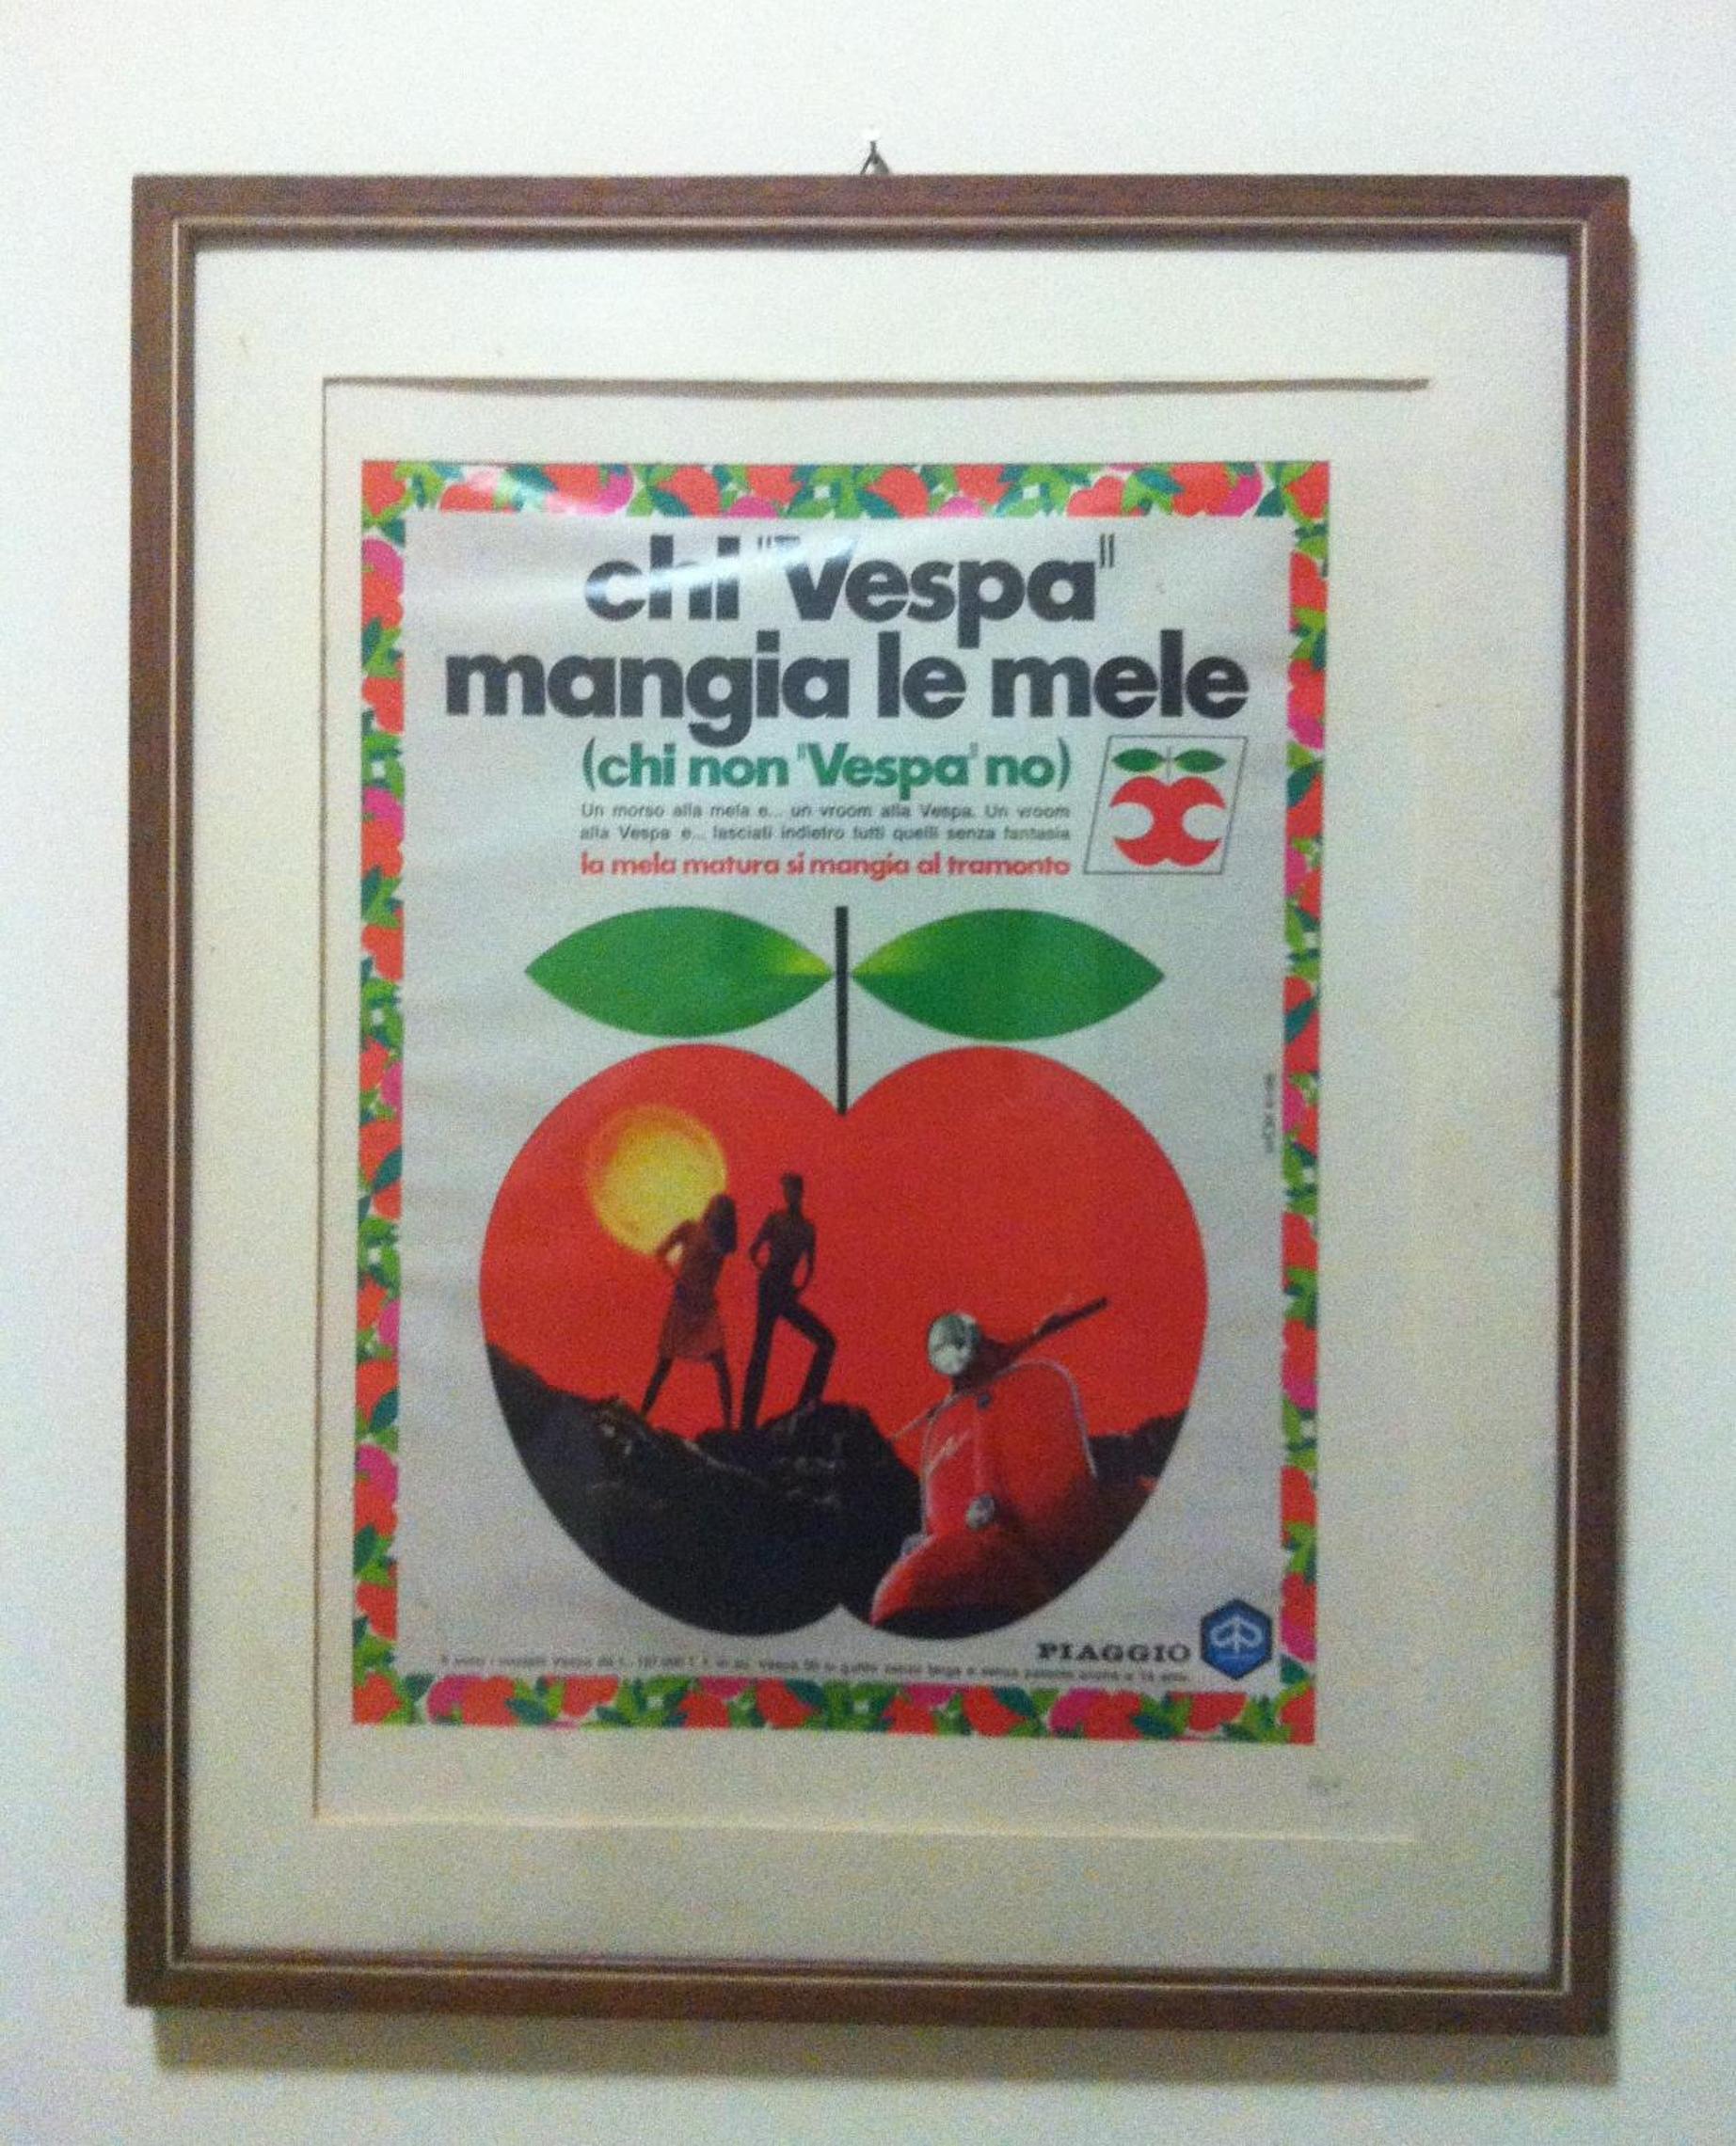 chi "Vespa"
mangia le mele
(chi non "Vespa" no)
Un morso alla mela e... un vroom alla Vespa. Un vroom
alla Vespa e... lasciati indietro tutti quelli senza fantasia
la mela matura si mangia al tramonto
PIAGGIO